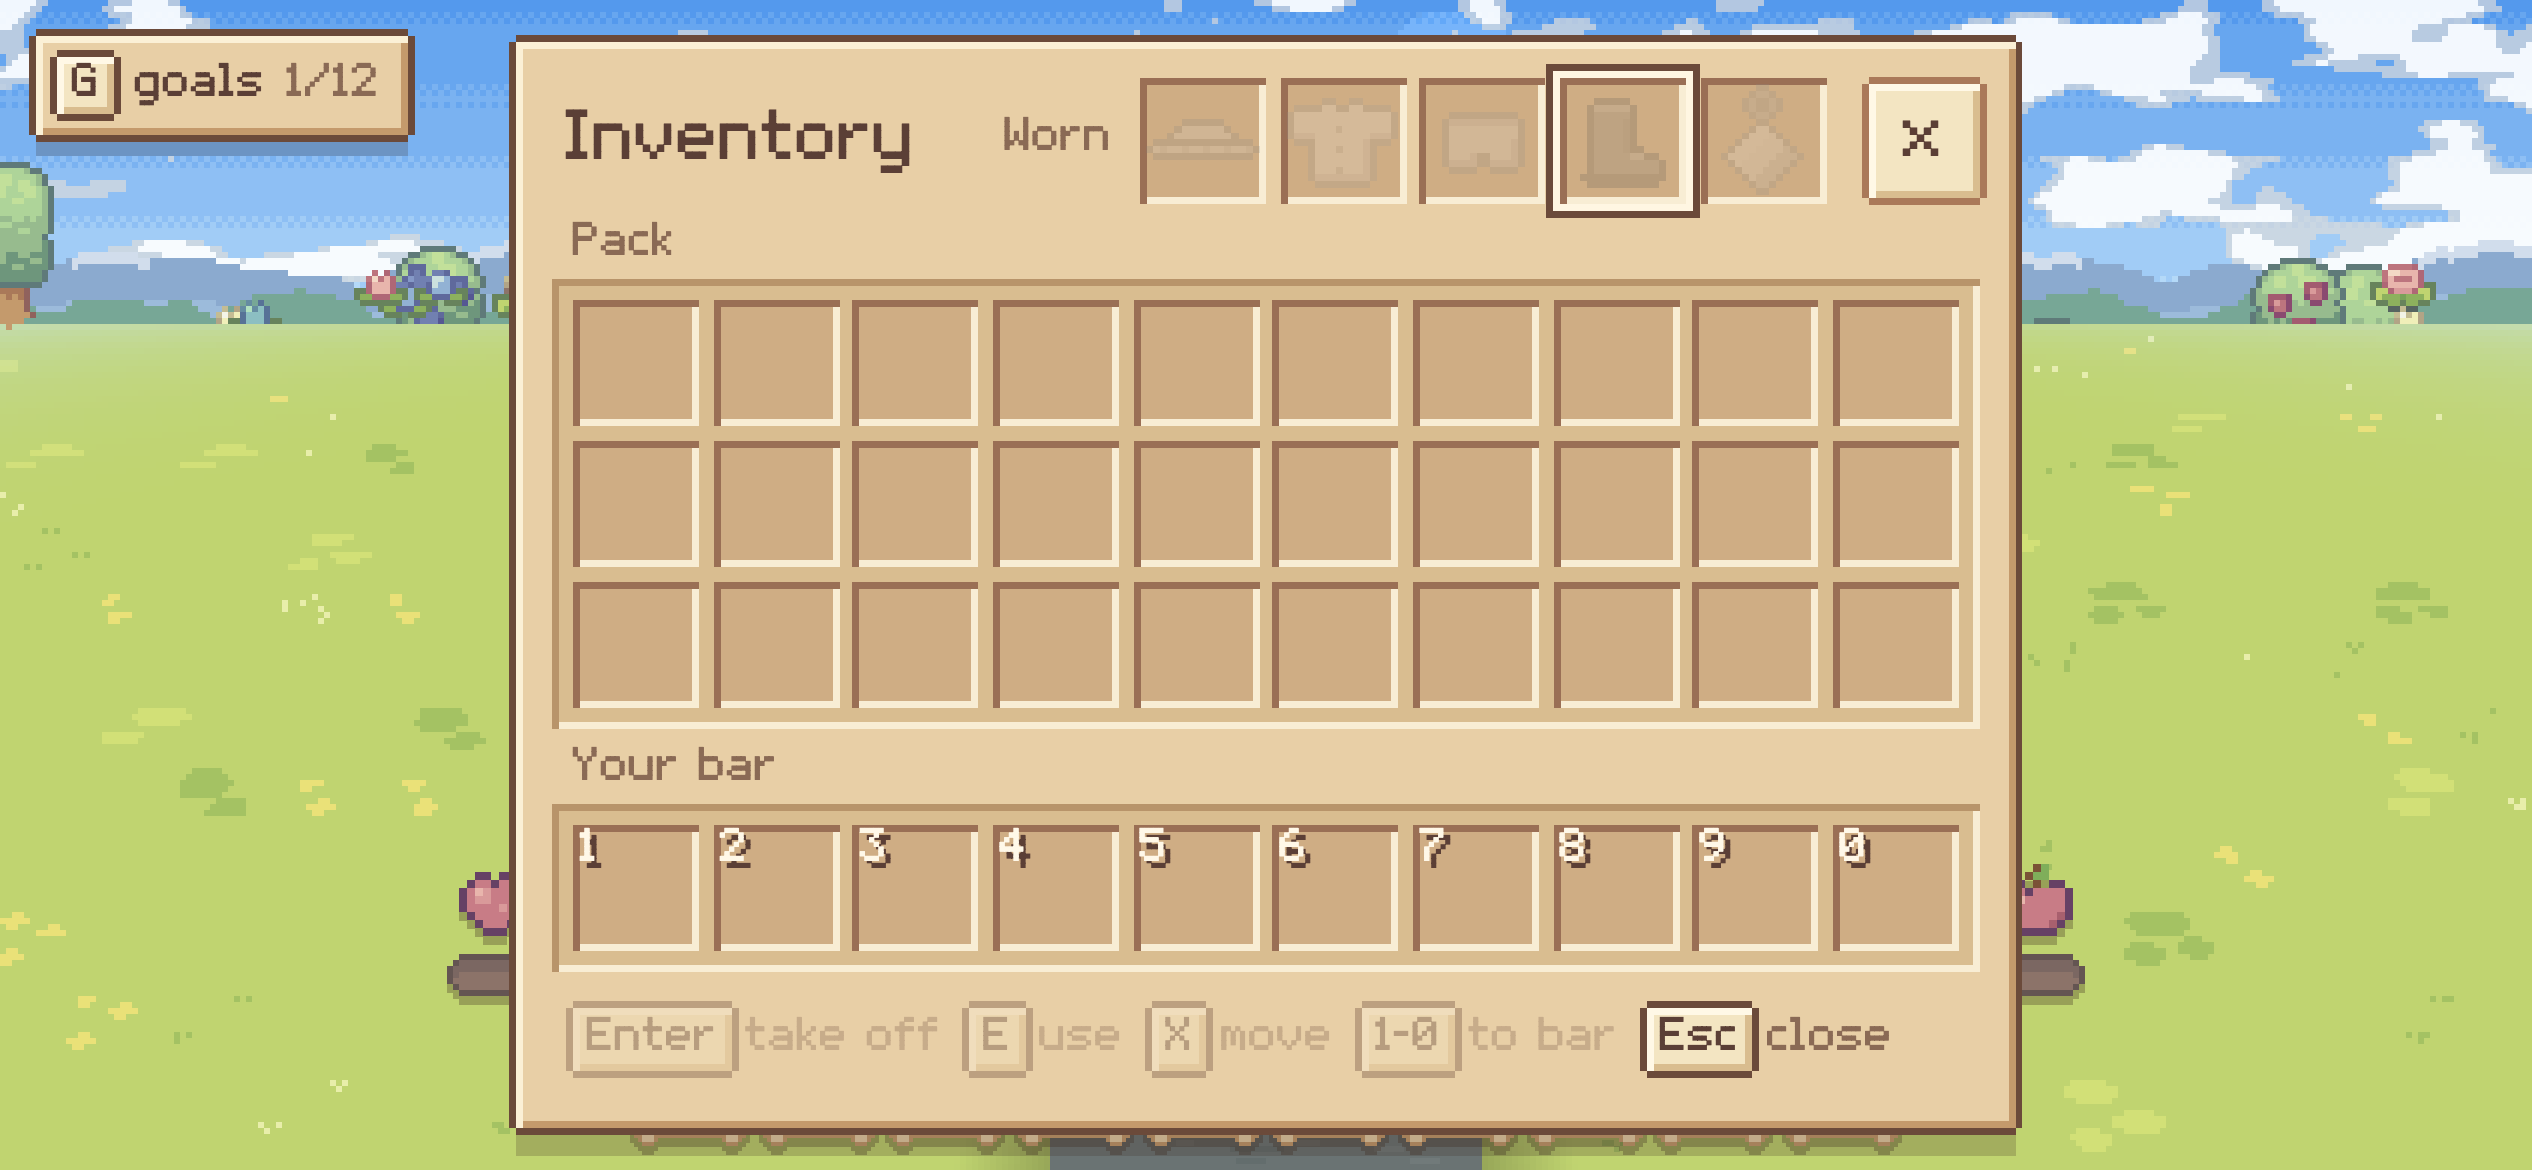 G goals 1/12
Inventory Worn X
Pack
Your bar
1 2 3 4 5 6 7 8 9 0
Enter take off E use X move 1-0 to bar Esc close